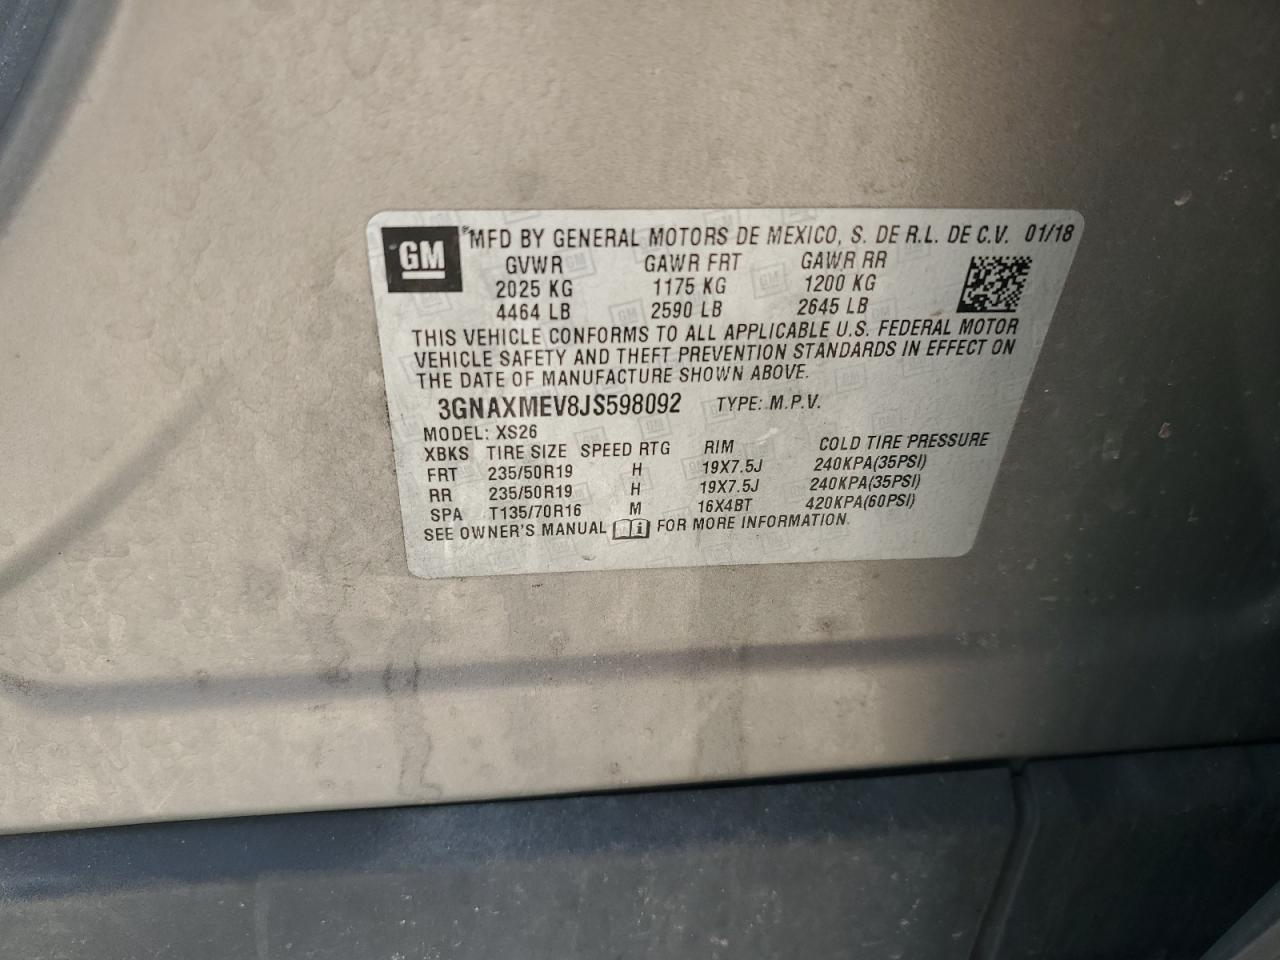 GM
MFD BY GENERAL MOTORS DE MEXICO, S. DE R.L. DE C.V. 01/18
GVWR GAWR FRT GAWR RR
2025 KG 1175 KG 1200 KG
4464 LB 2590 LB 2645 LB
THIS VEHICLE CONFORMS TO ALL APPLICABLE U.S. FEDERAL MOTOR
VEHICLE SAFETY AND THEFT PREVENTION STANDARDS IN EFFECT ON
THE DATE OF MANUFACTURE SHOWN ABOVE.
3GNAXMEV8JS598092 TYPE: M.P.V.
MODEL: XS26
XBKS TIRE SIZE SPEED RTG RIM COLD TIRE PRESSURE
FRT 235/50R19 H 19X7.5J 240KPA(35PSI)
RR 235/50R19 H 19X7.5J 240KPA(35PSI)
SPA T135/70R16 M 16X4BT 420KPA(60PSI)
SEE OWNER'S MANUAL i FOR MORE INFORMATION.